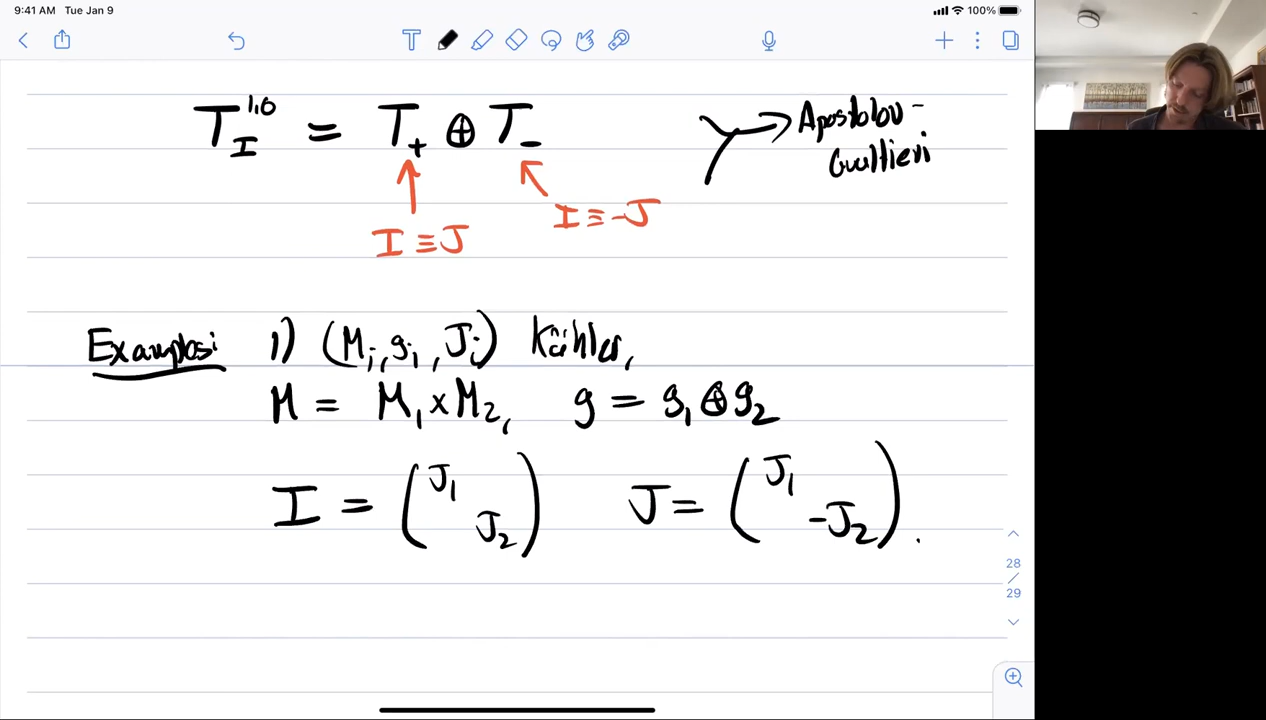 9:41 AM Tue Jan 9 100%
T_I^{1,0} = T_+ ⊕ T_-
Apostolov-
Gualtieri
I ≡ J
I ≡ -J
Examples: 1) (M_i, g_i, J_i) Kähler,
M = M_1 × M_2, g = g_1 ⊕ g_2
I = (J_1 J_2) J = (J_1 -J_2).
28
/
29